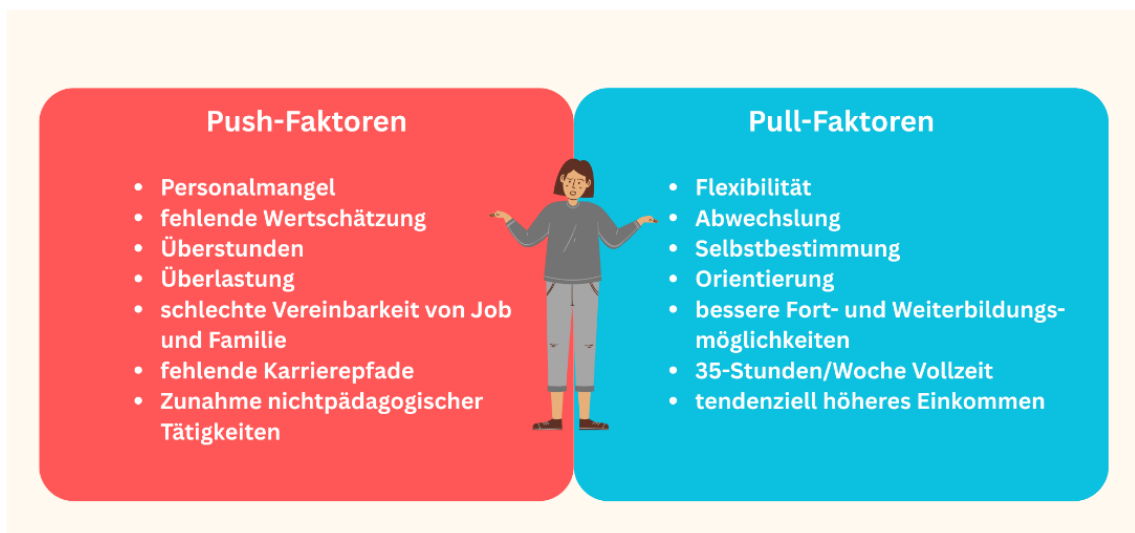 Push-Faktoren
• Personalmangel
• fehlende Wertschätzung
• Überstunden
• Überlastung
• schlechte Vereinbarkeit von Job
und Familie
• fehlende Karrierepfade
• Zunahme nichtpädagogischer
Tätigkeiten
Pull-Faktoren
• Flexibilität
• Abwechslung
• Selbstbestimmung
• Orientierung
• bessere Fort- und Weiterbildungs-
möglichkeiten
• 35-Stunden/Woche Vollzeit
• tendenziell höheres Einkommen